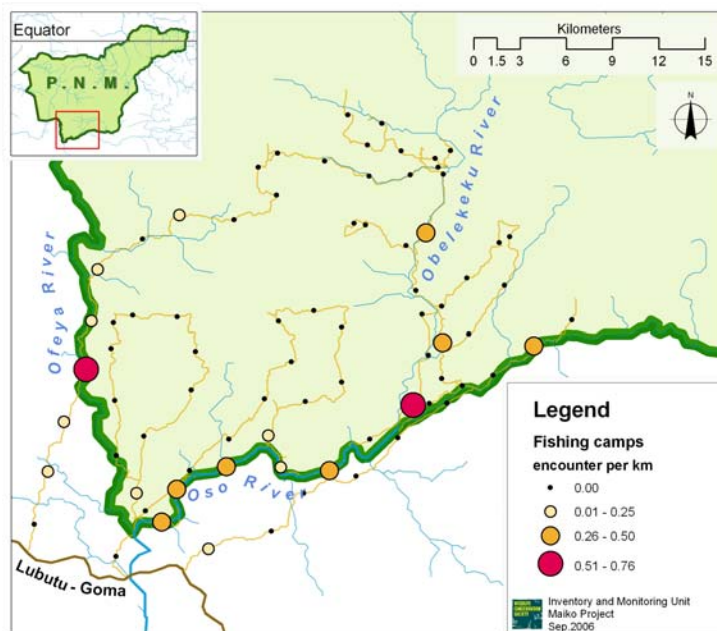 Equator
P. N. M.
Kilometers
0 1.5 3 6 9 12 15
N
Obelekeku River
Ofeya River
Oso River
Lubutu - Goma
Legend
Fishing camps
encounter per km
0.00
0.01 - 0.25
0.26 - 0.50
0.51 - 0.76
Inventory and Monitoring Unit
Maiko Project
Sep.2006